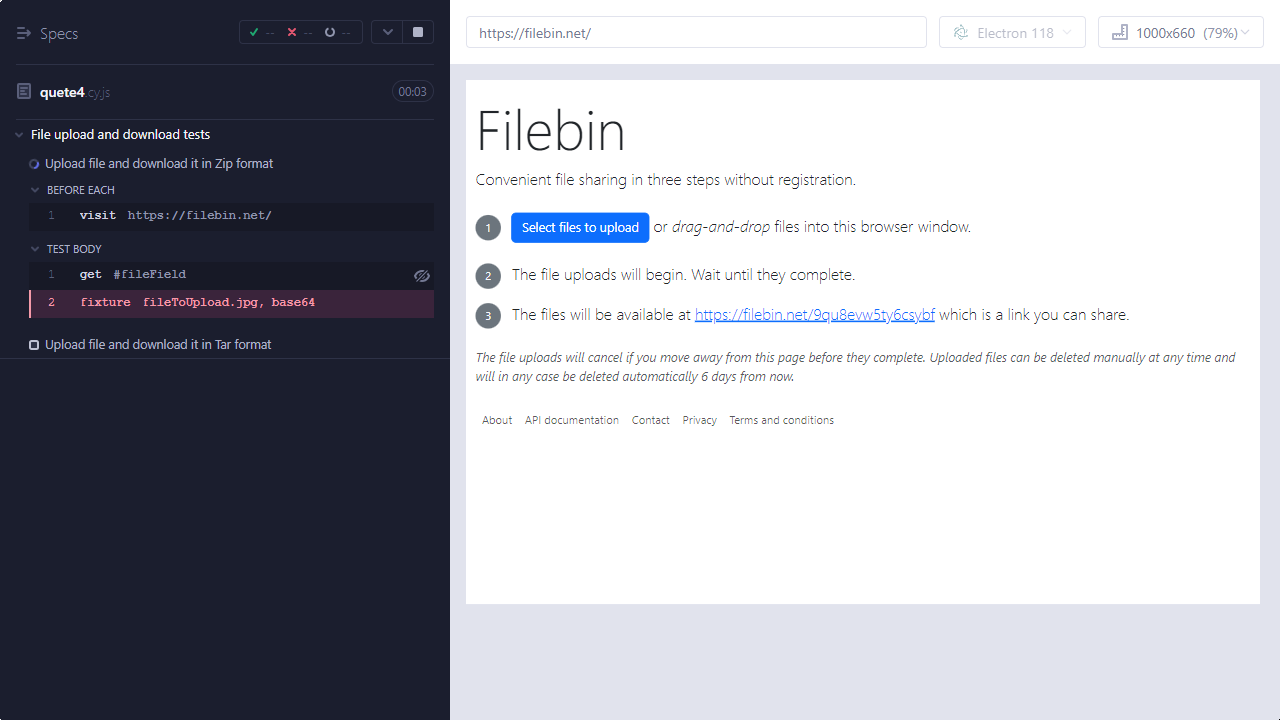 Specs
-- -- --
https://filebin.net/
Electron 118
1000x660 (79%)
quete4.cy.js
00:03
File upload and download tests
Upload file and download it in Zip format
BEFORE EACH
1 visit https://filebin.net/
TEST BODY
1 get #fileField
2 fixture fileToUpload.jpg, base64
Upload file and download it in Tar format
Filebin
Convenient file sharing in three steps without registration.
1 Select files to upload or drag-and-drop files into this browser window.
2 The file uploads will begin. Wait until they complete.
3 The files will be available at https://filebin.net/9qu8evw5ty6csybf which is a link you can share.
The file uploads will cancel if you move away from this page before they complete. Uploaded files can be deleted manually at any time and
will in any case be deleted automatically 6 days from now.
About API documentation Contact Privacy Terms and conditions